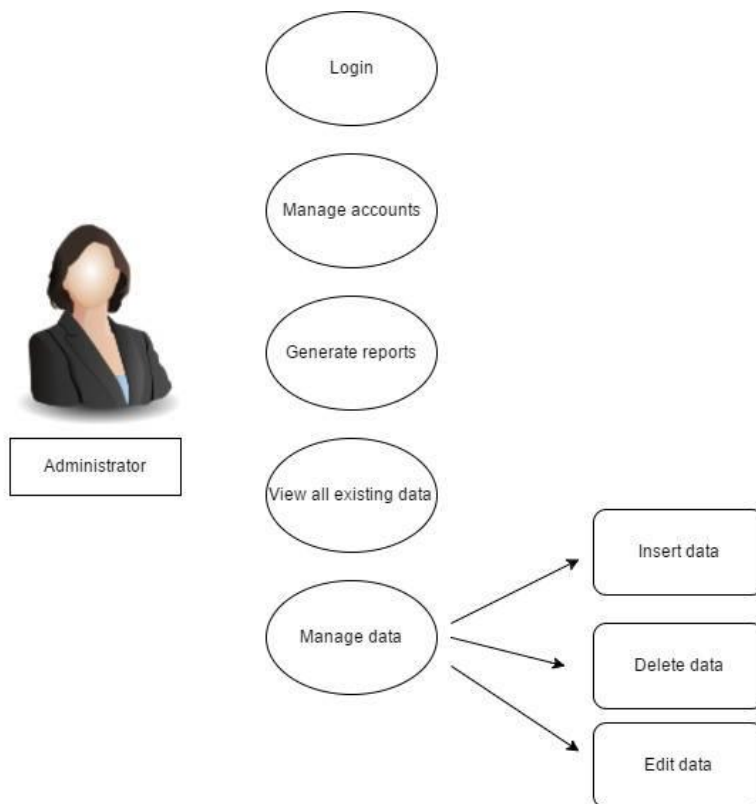 Login
Manage accounts
Generate reports
Administrator
View all existing data
Manage data
Insert data
Delete data
Edit data